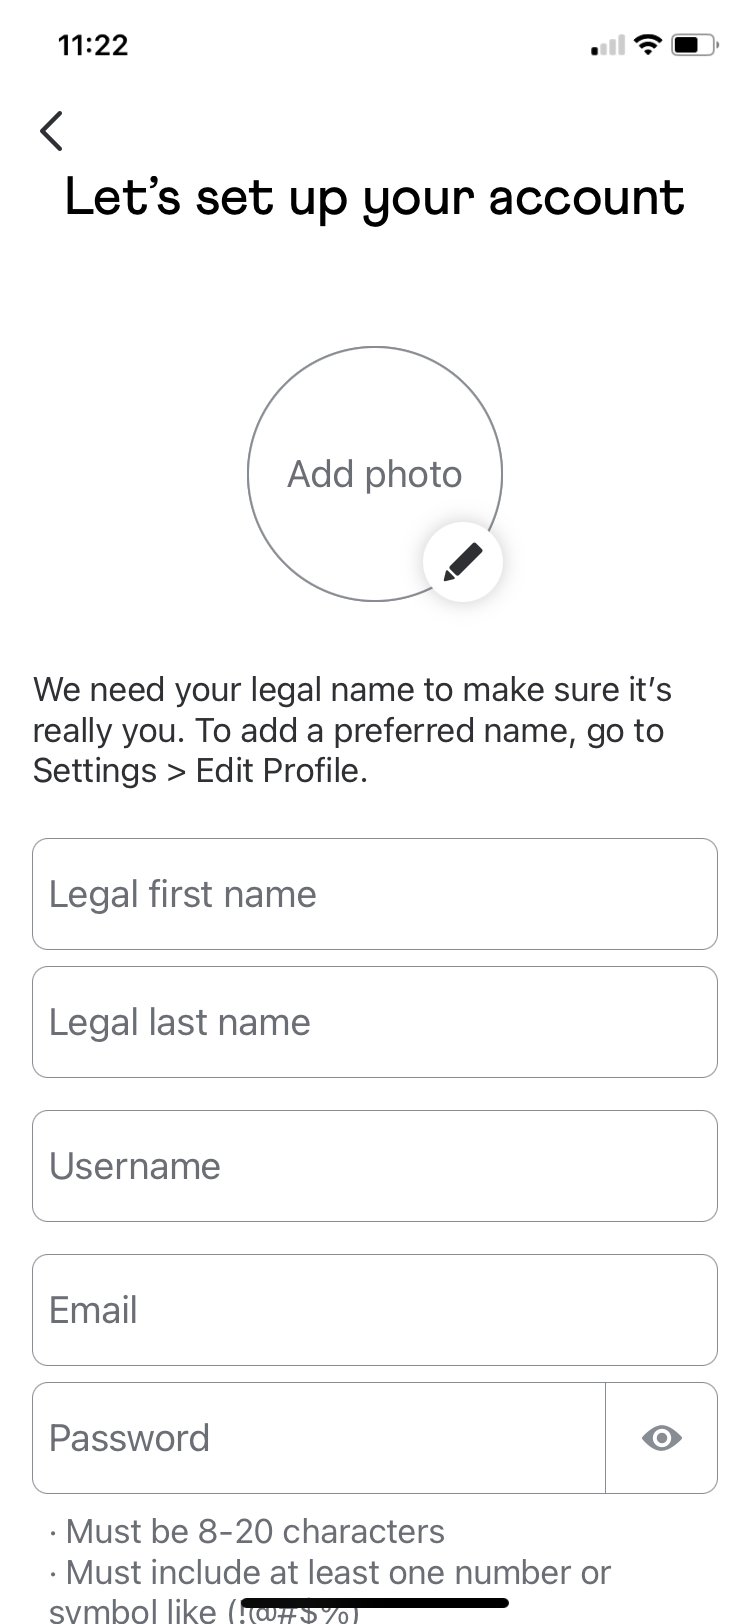 11:22
Let’s set up your account
Add photo
We need your legal name to make sure it’s
really you. To add a preferred name, go to
Settings > Edit Profile.
Legal first name
Legal last name
Username
Email
Password
· Must be 8-20 characters
· Must include at least one number or
symbol like (!@#$%)